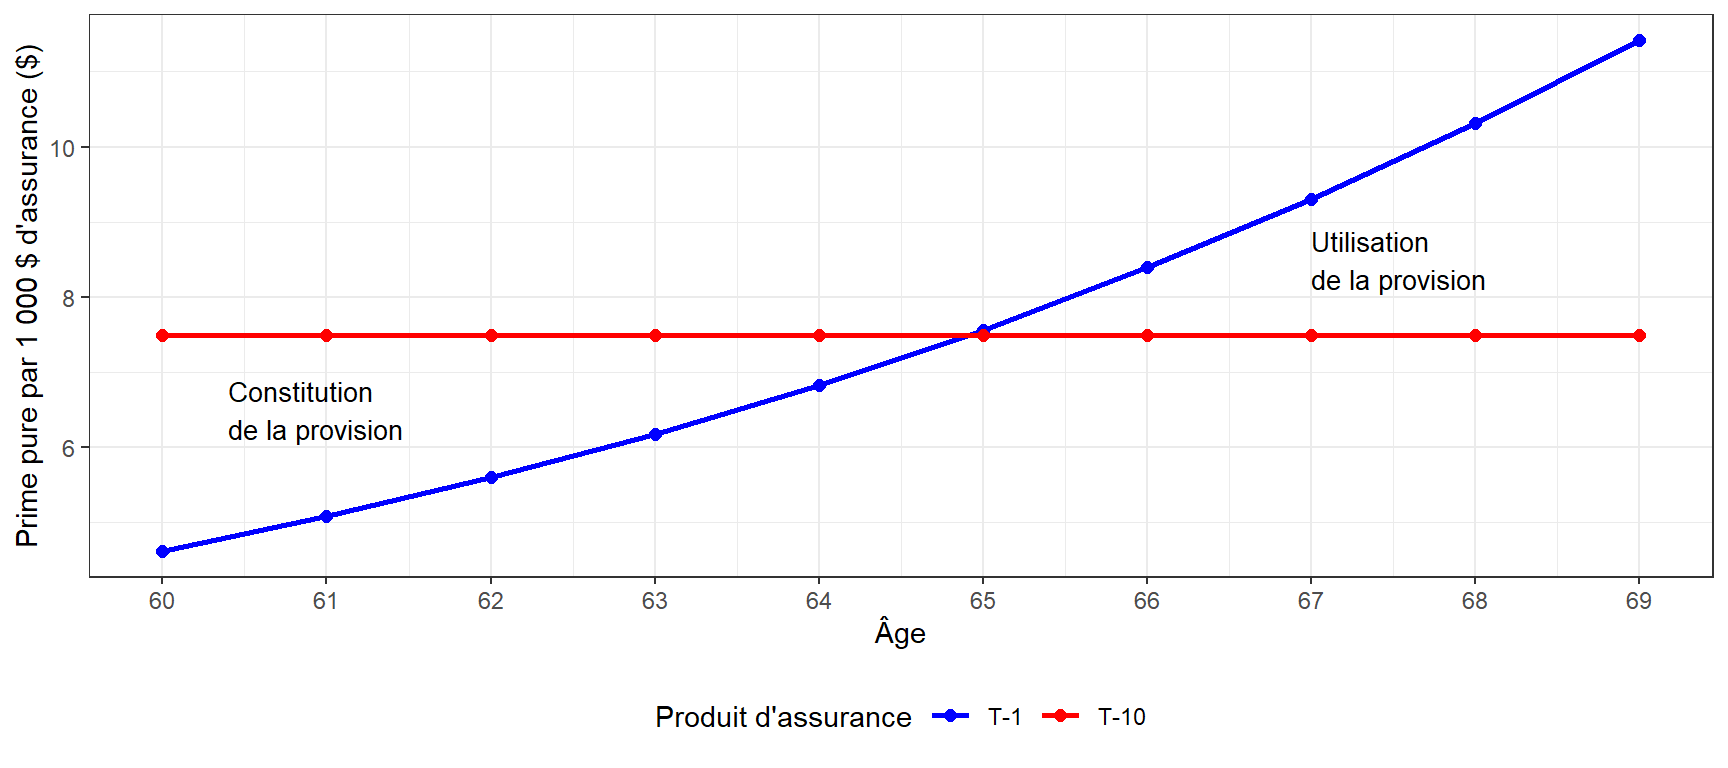 Prime pure par 1 000 $ d'assurance ($)
10
8
6
Utilisation
de la provision
Constitution
de la provision
60 61 62 63 64 65 66 67 68 69
Âge
Produit d'assurance T-1 T-10